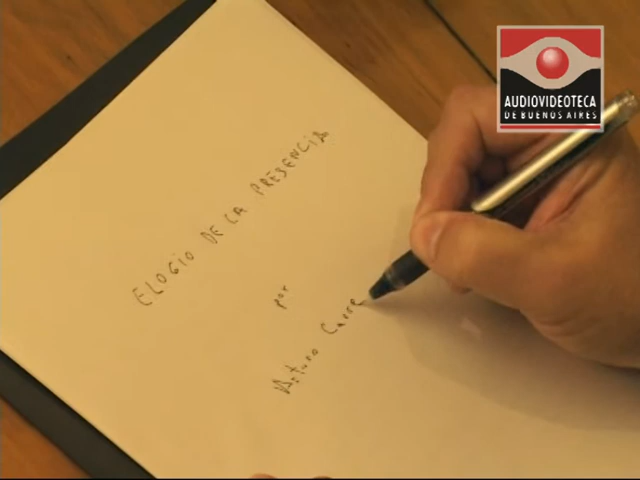 AUDIOVIDEOTECA
DE BUENOS AIRES
ELOGIO DE LA PRESENCIA
por
Arturo Carre